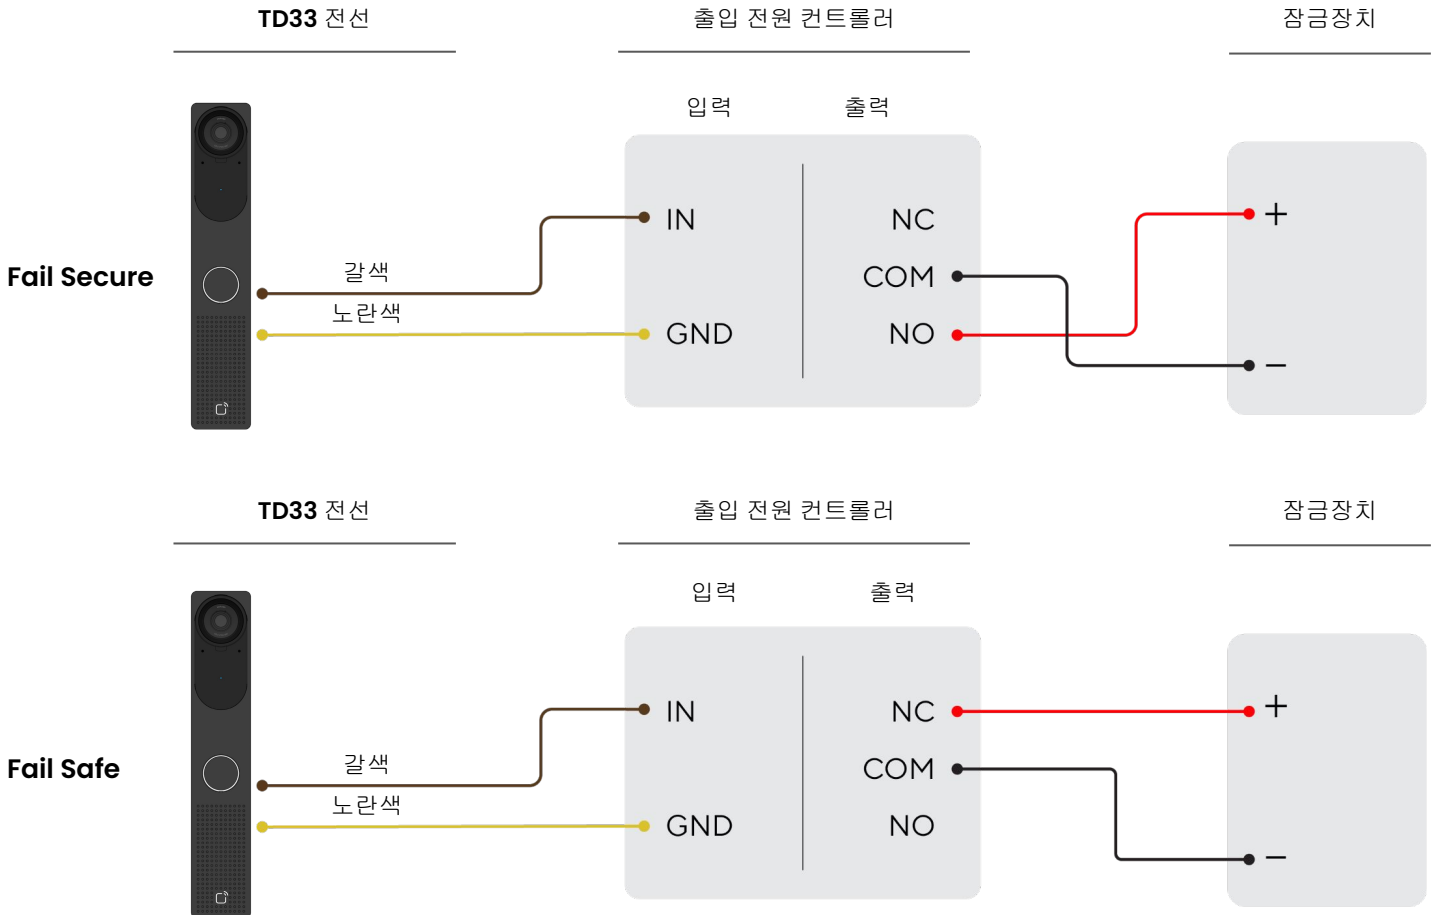 TD33 전선 출입 전원 컨트롤러 잠금장치
입력 출력
IN NC +
Fail Secure 갈색 COM
노란색 GND NO
−
TD33 전선 출입 전원 컨트롤러 잠금장치
입력 출력
IN NC +
Fail Safe 갈색 COM
노란색 GND NO
−